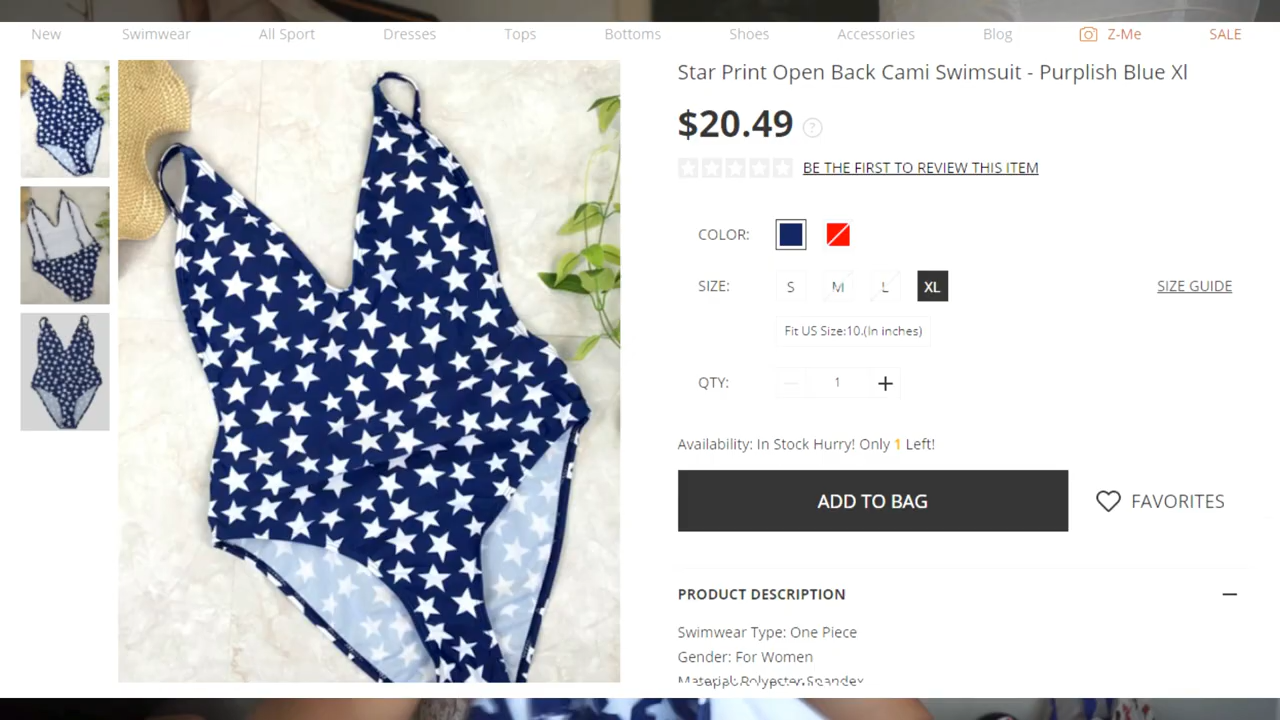 New Swimwear All Sport Dresses Tops Bottoms Shoes Accessories Blog Z-Me SALE
Star Print Open Back Cami Swimsuit - Purplish Blue Xl
$20.49 ?
BE THE FIRST TO REVIEW THIS ITEM
COLOR:
SIZE: S M L XL SIZE GUIDE
Fit US Size:10.(In inches)
QTY: 1 +
Availability: In Stock Hurry! Only 1 Left!
ADD TO BAG FAVORITES
PRODUCT DESCRIPTION
Swimwear Type: One Piece
Gender: For Women
Material: Polyester,Spandex